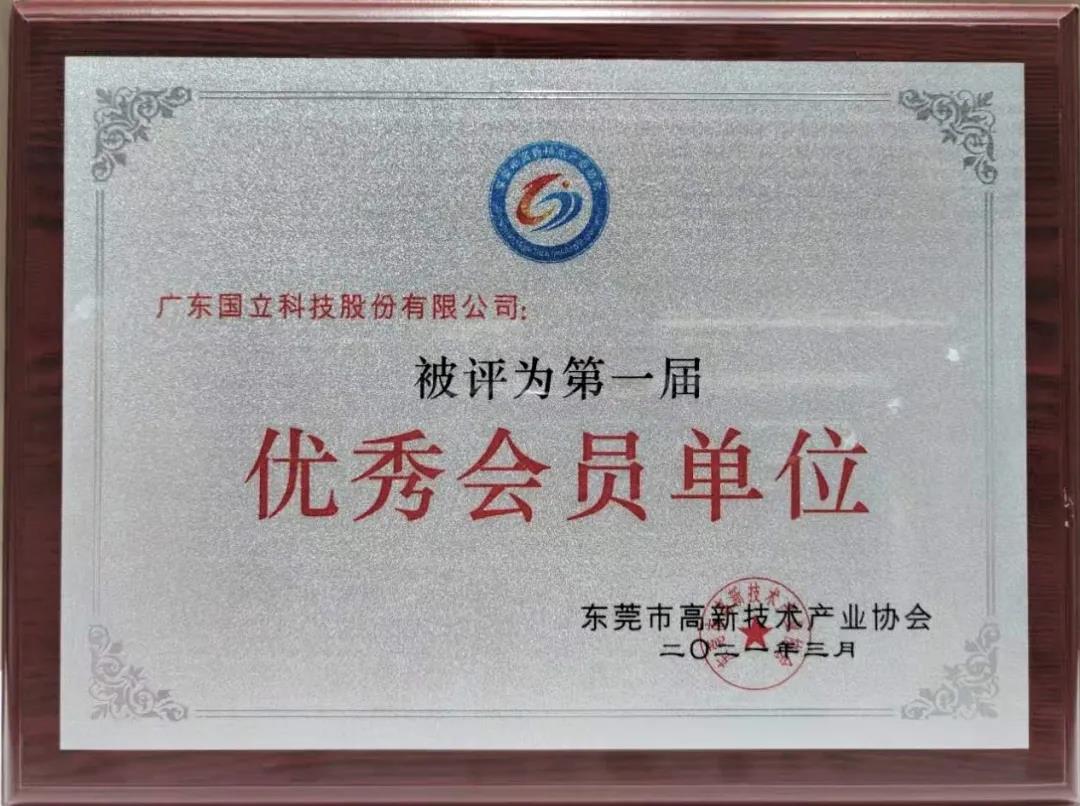 广东国立科技股份有限公司:
被评为第一届
优秀会员单位
东莞市高新技术产业协会
二〇二一年三月